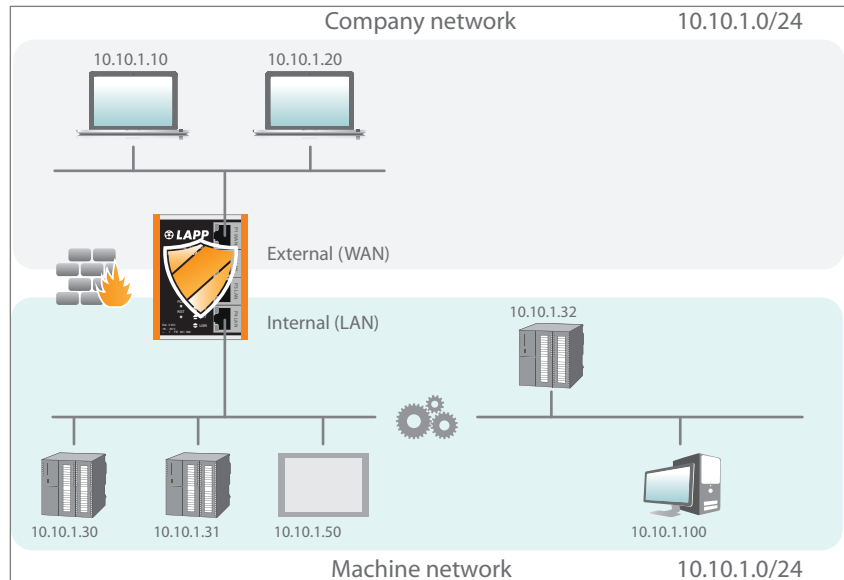 Company network 10.10.1.0/24
10.10.1.10 10.10.1.20
LAPP
External (WAN)
Internal (LAN)
10.10.1.32
10.10.1.30 10.10.1.31 10.10.1.50 10.10.1.100
Machine network 10.10.1.0/24